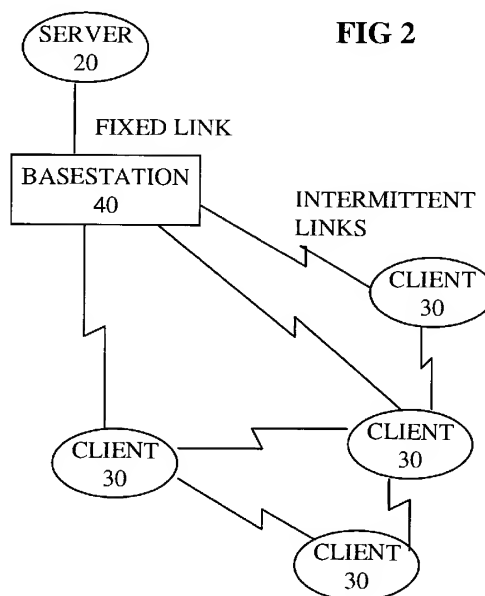 FIG 2
SERVER
20
FIXED LINK
BASESTATION
40
INTERMITTENT
LINKS
CLIENT
30
CLIENT
30
CLIENT
30
CLIENT
30